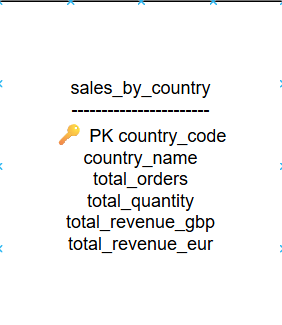 sales_by_country
-----------------------
🔑 PK country_code
country_name
total_orders
total_quantity
total_revenue_gbp
total_revenue_eur